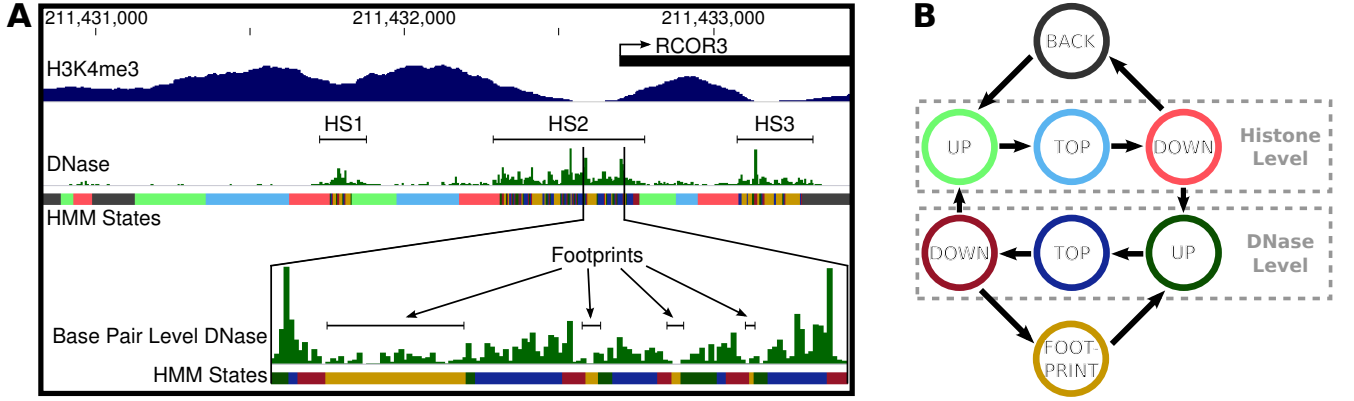 A
211,431,000 211,432,000 211,433,000
RCOR3
H3K4me3
HS1 HS2 HS3
DNase
HMM States
Footprints
Base Pair Level DNase
HMM States
B
BACK
UP TOP DOWN Histone
Level
DOWN TOP UP DNase
Level
FOOT-
PRINT